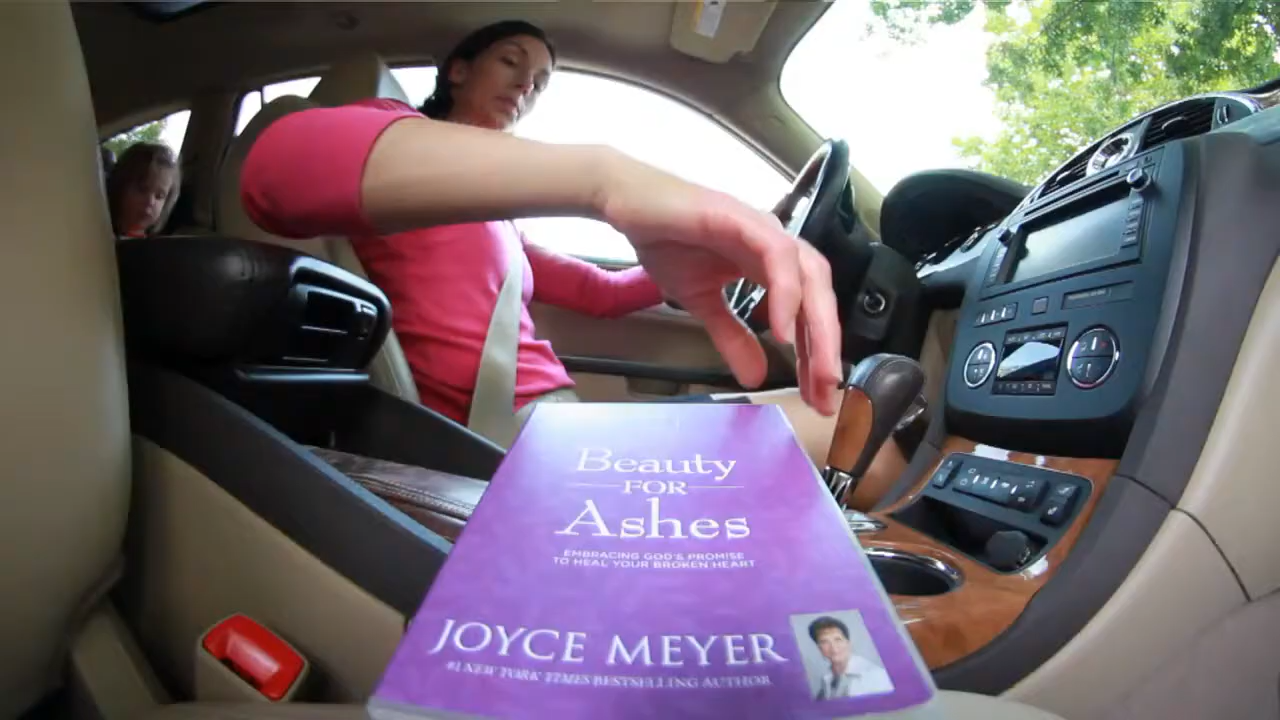 Beauty
FOR
Ashes
EMBRACING GOD'S PROMISE
TO HEAL YOUR BROKEN HEART
JOYCE MEYER
#1 NEW YORK TIMES BESTSELLING AUTHOR